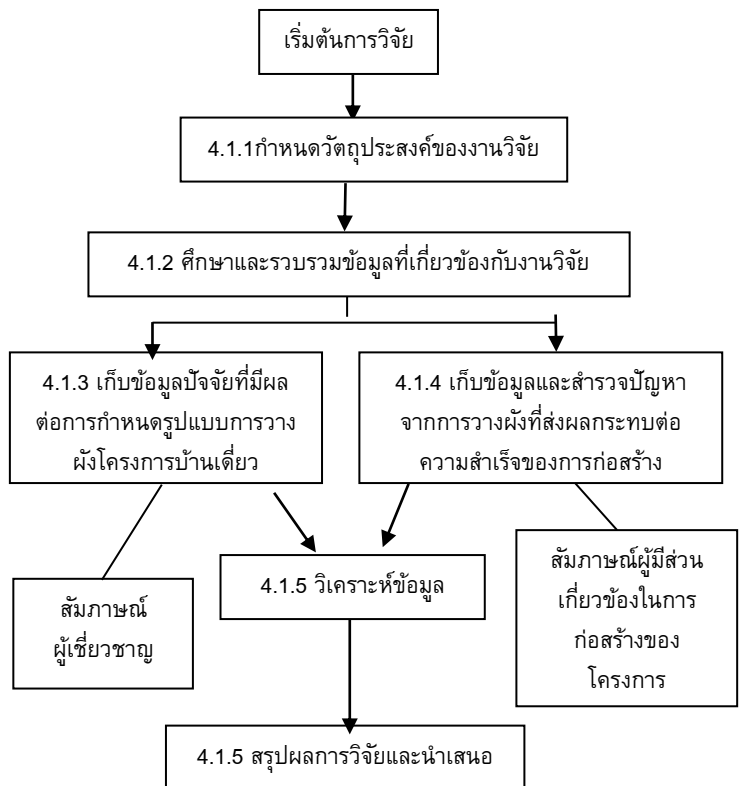 เริ่มต้นการวิจัย
4.1.1กำหนดวัตถุประสงค์ของงานวิจัย
4.1.2 ศึกษาและรวบรวมข้อมูลที่เกี่ยวข้องกับงานวิจัย
4.1.3 เก็บข้อมูลปัจจัยที่มีผล
ต่อการกำหนดรูปแบบการวาง
ผังโครงการบ้านเดี่ยว
4.1.4 เก็บข้อมูลและสำรวจปัญหา
จากการวางผังที่ส่งผลกระทบต่อ
ความสำเร็จของการก่อสร้าง
สัมภาษณ์
ผู้เชี่ยวชาญ
4.1.5 วิเคราะห์ข้อมูล
สัมภาษณ์ผู้มีส่วน
เกี่ยวข้องในการ
ก่อสร้างของ
โครงการ
4.1.5 สรุปผลการวิจัยและนำเสนอ